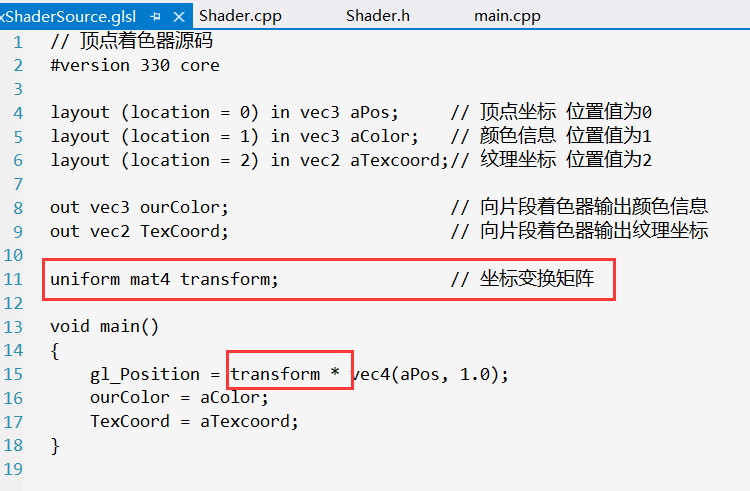 xShaderSource.glsl Shader.cpp Shader.h main.cpp
1 // 顶点着色器源码
2 #version 330 core
3
4 layout (location = 0) in vec3 aPos; // 顶点坐标 位置值为0
5 layout (location = 1) in vec3 aColor; // 颜色信息 位置值为1
6 layout (location = 2) in vec2 aTexcoord;// 纹理坐标 位置值为2
7
8 out vec3 ourColor; // 向片段着色器输出颜色信息
9 out vec2 TexCoord; // 向片段着色器输出纹理坐标
10
11 uniform mat4 transform; // 坐标变换矩阵
12
13 void main()
14 {
15 gl_Position = transform * vec4(aPos, 1.0);
16 ourColor = aColor;
17 TexCoord = aTexcoord;
18 }
19